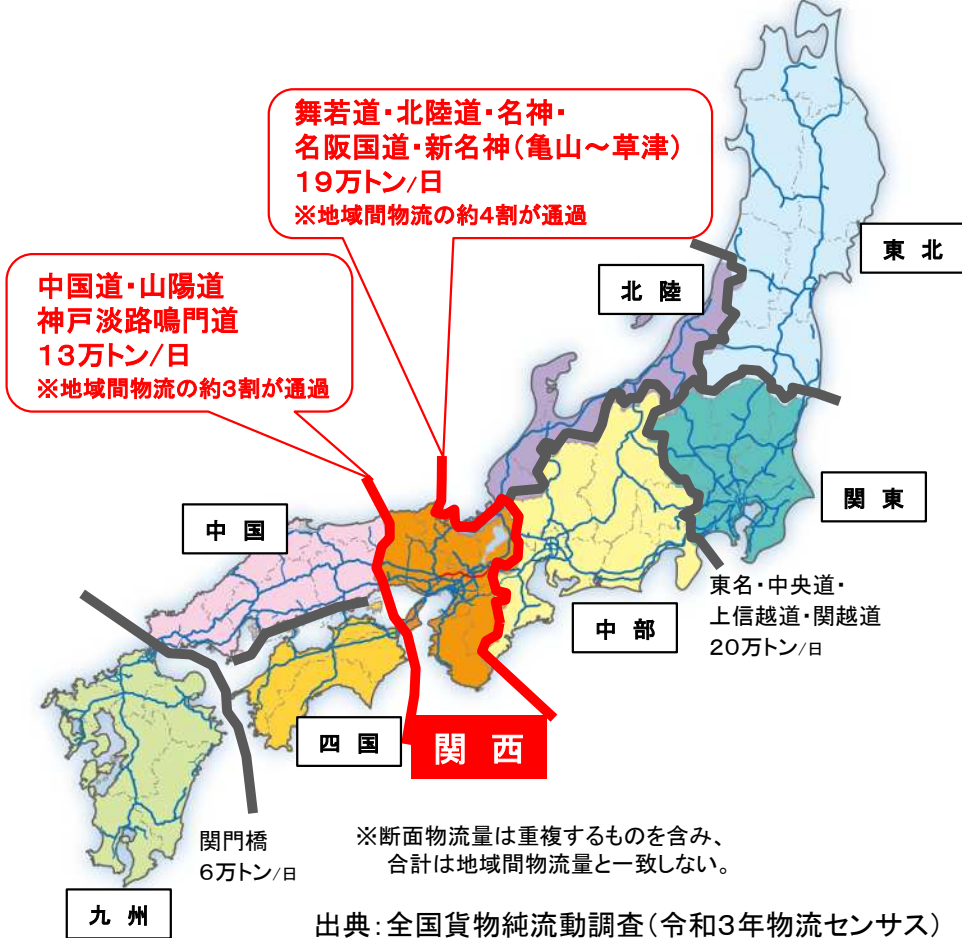 舞若道・北陸道・名神・
名阪国道・新名神（亀山～草津）
19万トン/日
※地域間物流の約4割が通過
東 北
北 陸
中国道・山陽道
神戸淡路鳴門道
13万トン/日
※地域間物流の約3割が通過
関 東
中 国
東名・中央道・
上信越道・関越道
20万トン/日
中 部
四 国
関 西
関門橋
6万トン/日
※断面物流量は重複するものを含み、
合計は地域間物流量と一致しない。
九 州
出典：全国貨物純流動調査（令和3年物流センサス）